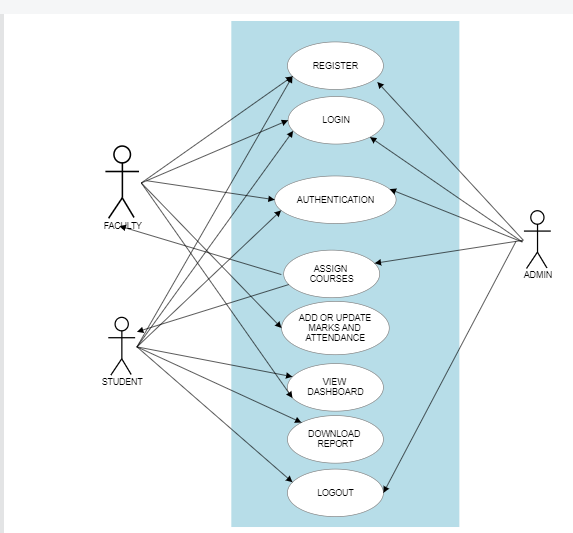 REGISTER
LOGIN
AUTHENTICATION
FACULTY
ASSIGN
COURSES
ADMIN
ADD OR UPDATE
MARKS AND
ATTENDANCE
STUDENT
VIEW
DASHBOARD
DOWNLOAD
REPORT
LOGOUT